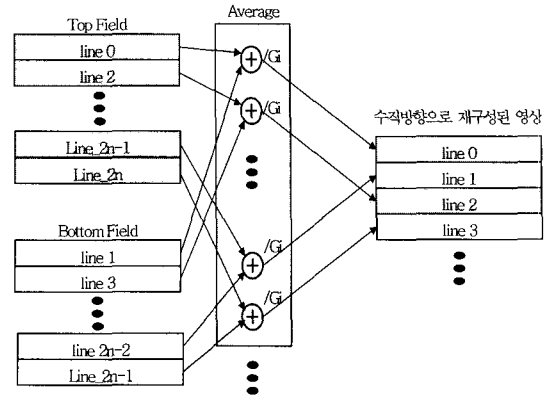 Average
Top Field
line 0
line 2
Line_2n-1
Line_2n
Bottom Field
line 1
line 3
line 2n-2
Line_2n-1
+
/Gi
+
/Gi
+
/Gi
+
/Gi
수직방향으로 재구성된 영상
line 0
line 1
line 2
line 3